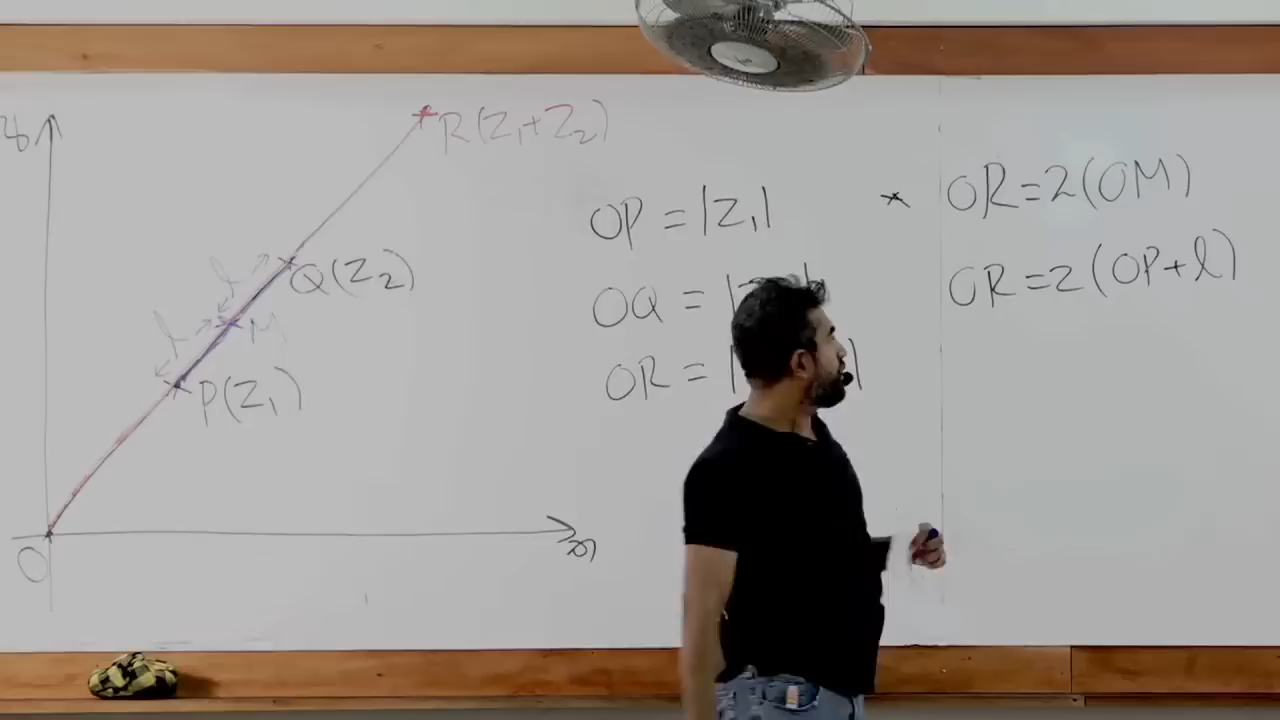 y
R(Z₁+Z₂)
Q(Z₂)
l
l
M
P(Z₁)
O
x
OP = |Z₁|
OQ = |
OR = | |
* OR = 2(OM)
OR = 2(OP+l)